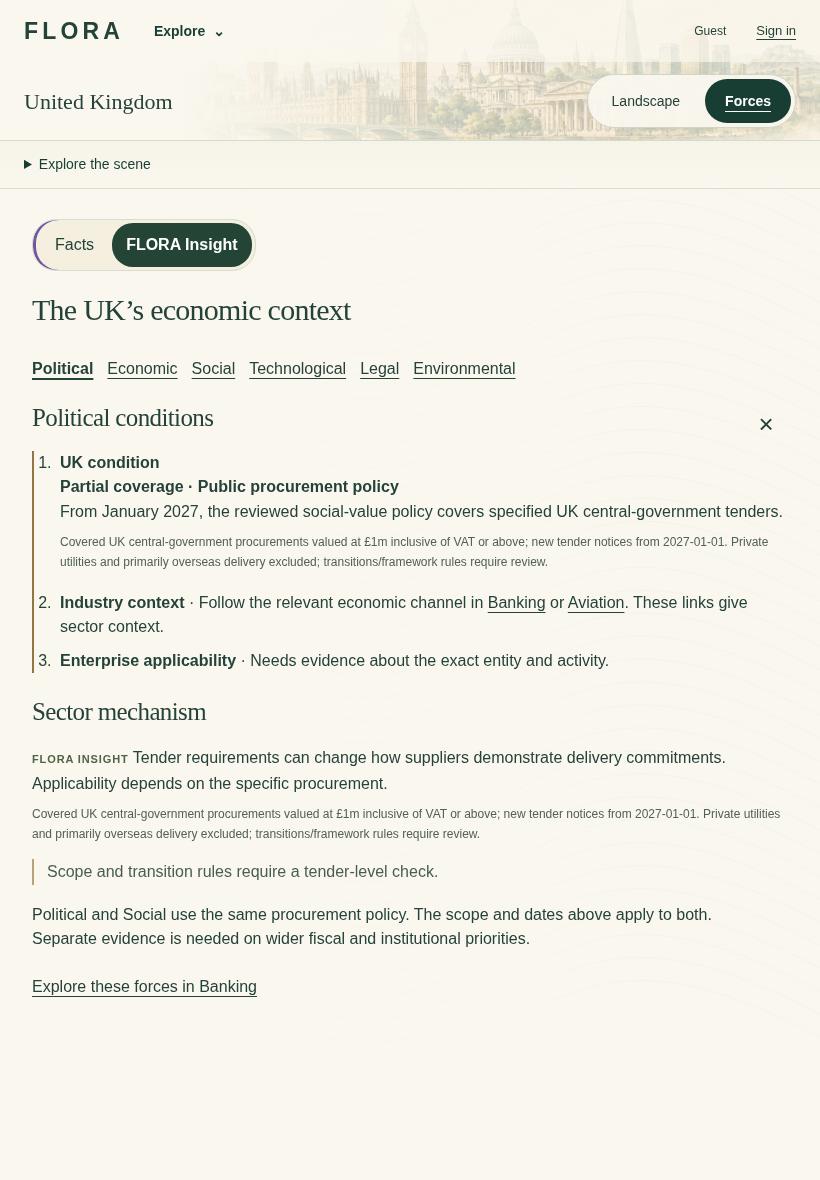 FLORA
Explore
Guest
Sign in
United Kingdom
Landscape
Forces
Explore the scene
Facts
FLORA Insight
The UK’s economic context
Political Economic Social Technological Legal Environmental
Political conditions
1. UK condition
Partial coverage · Public procurement policy
From January 2027, the reviewed social-value policy covers specified UK central-government tenders.
Covered UK central-government procurements valued at £1m inclusive of VAT or above; new tender notices from 2027-01-01. Private
utilities and primarily overseas delivery excluded; transitions/framework rules require review.
2. Industry context · Follow the relevant economic channel in Banking or Aviation. These links give
sector context.
3. Enterprise applicability · Needs evidence about the exact entity and activity.
Sector mechanism
FLORA INSIGHT Tender requirements can change how suppliers demonstrate delivery commitments.
Applicability depends on the specific procurement.
Covered UK central-government procurements valued at £1m inclusive of VAT or above; new tender notices from 2027-01-01. Private utilities
and primarily overseas delivery excluded; transitions/framework rules require review.
Scope and transition rules require a tender-level check.
Political and Social use the same procurement policy. The scope and dates above apply to both.
Separate evidence is needed on wider fiscal and institutional priorities.
Explore these forces in Banking